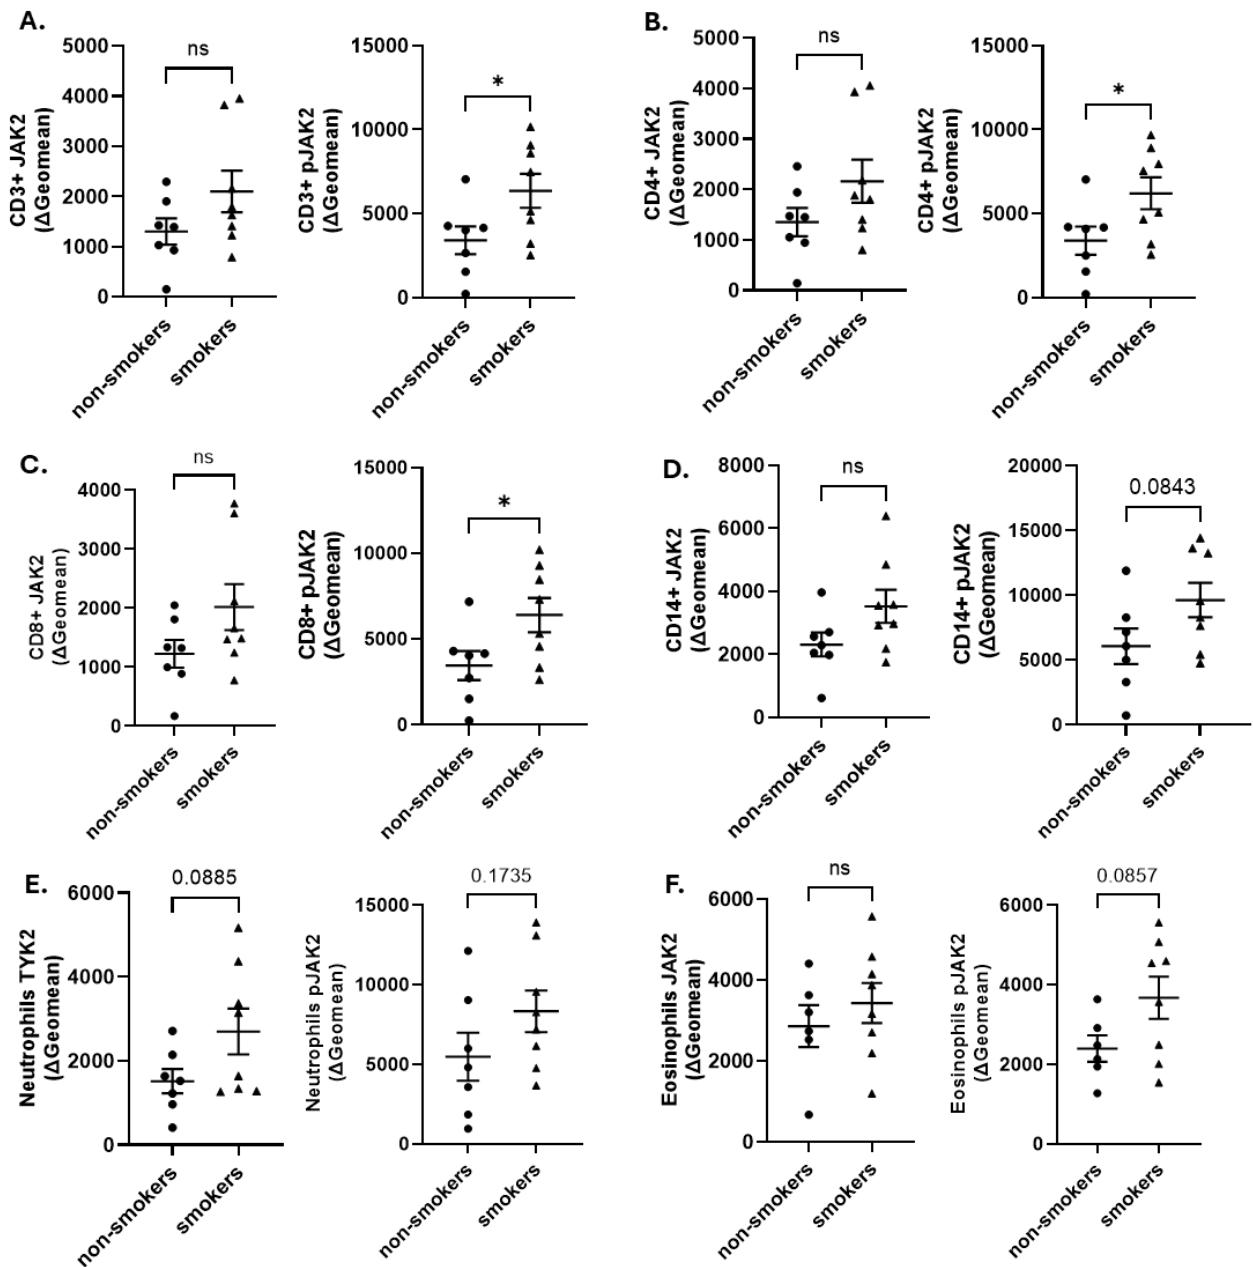 A.
CD3+ JAK2
(ΔGeomean)
5000
4000
3000
2000
1000
0
ns
non-smokers
smokers
CD3+ pJAK2
(ΔGeomean)
15000
10000
5000
0
*
non-smokers
smokers
B.
CD4+ JAK2
(ΔGeomean)
5000
4000
3000
2000
1000
0
ns
non-smokers
smokers
CD4+ pJAK2
(ΔGeomean)
15000
10000
5000
0
*
non-smokers
smokers
C.
CD8+ JAK2
(ΔGeomean)
4000
3000
2000
1000
0
ns
non-smokers
smokers
CD8+ pJAK2
(ΔGeomean)
15000
10000
5000
0
*
non-smokers
smokers
D.
CD14+ JAK2
(ΔGeomean)
8000
6000
4000
2000
0
ns
non-smokers
smokers
CD14+ pJAK2
(ΔGeomean)
20000
15000
10000
5000
0
0.0843
non-smokers
smokers
E.
Neutrophils TYK2
(ΔGeomean)
6000
4000
2000
0
0.0885
non-smokers
smokers
Neutrophils pJAK2
(ΔGeomean)
15000
10000
5000
0
0.1735
non-smokers
smokers
F.
Eosinophils JAK2
(ΔGeomean)
6000
4000
2000
0
ns
non-smokers
smokers
Eosinophils pJAK2
(ΔGeomean)
6000
4000
2000
0
0.0857
non-smokers
smokers